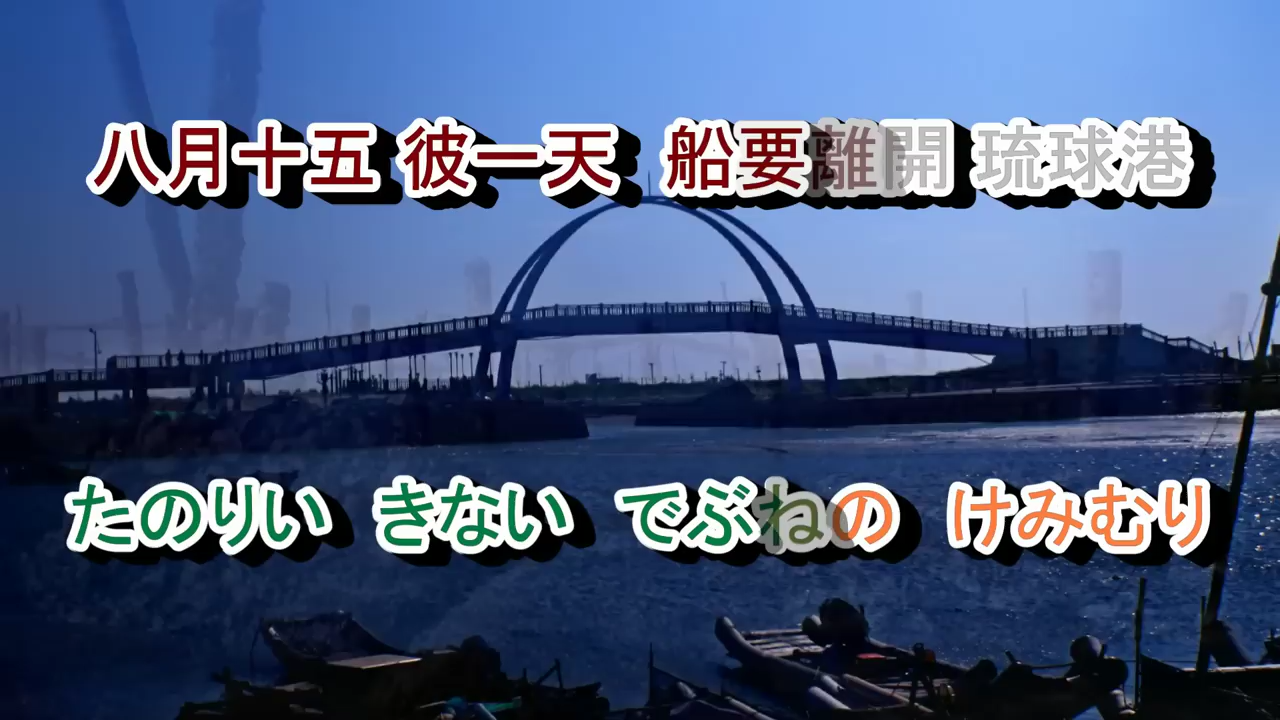 八月十五 彼一天 船要離開 琉球港
たのりい きない でぶねの けみむり